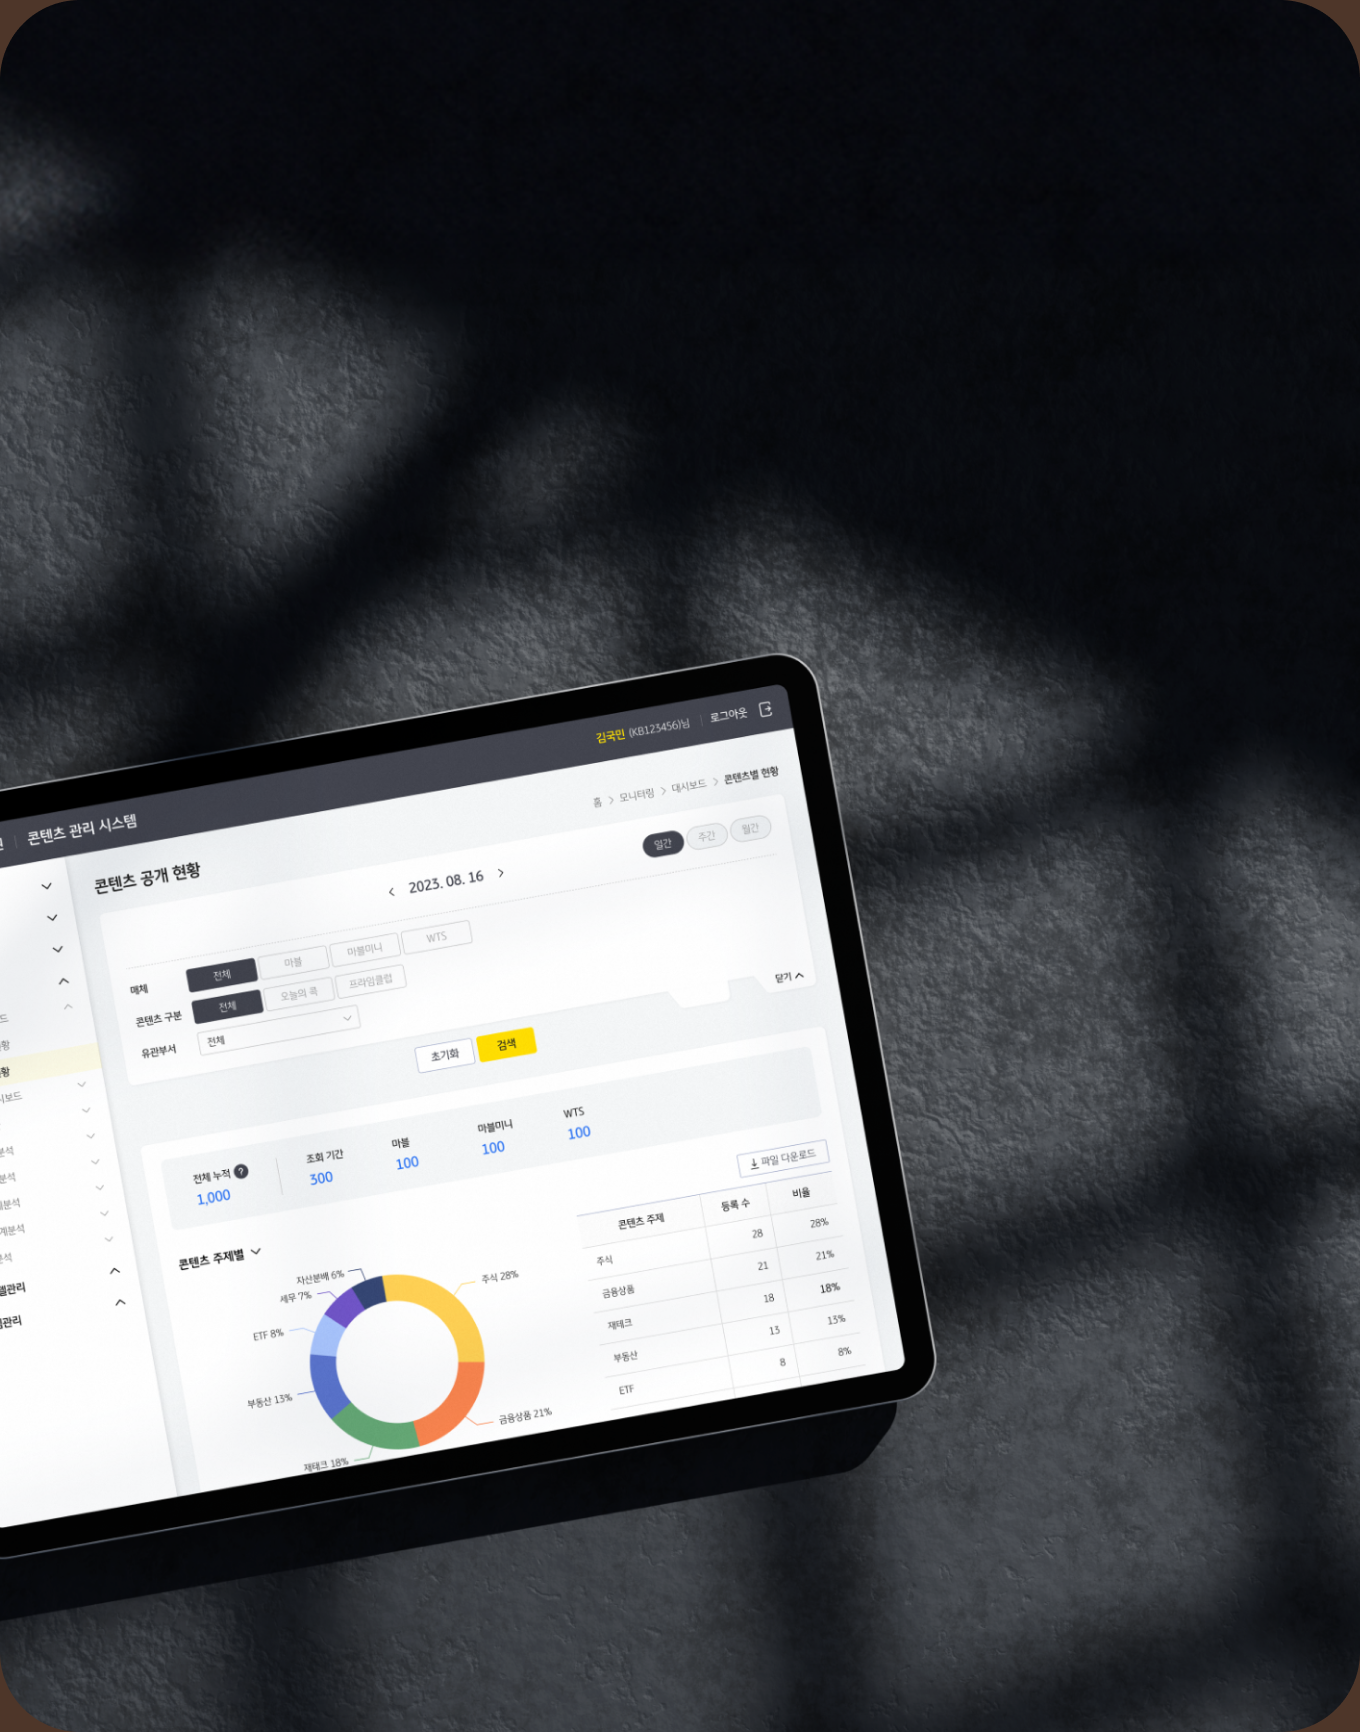 김국민 (KB123456)님 로그아웃
콘텐츠 관리 시스템
홈 > 모니터링 > 대시보드 > 콘텐츠별 현황
콘텐츠 공개 현황
< 2023. 08. 16 >
일간 주간 월간
매체 전체 마블 마블미니 WTS
콘텐츠 구분 전체 오늘의 콕 프라임클럽
유관부서 전체
닫기
초기화 검색
전체 누적 ? 조회 기간 마블 마블미니 WTS
1,000 300 100 100 100
파일 다운로드
콘텐츠 주제별
자산분배 6%
세무 7%
ETF 8%
부동산 13%
재테크 18%
주식 28%
금융상품 21%
콘텐츠 주제 등록 수 비율
주식 28 28%
금융상품 21 21%
재테크 18 18%
부동산 13 13%
ETF 8 8%